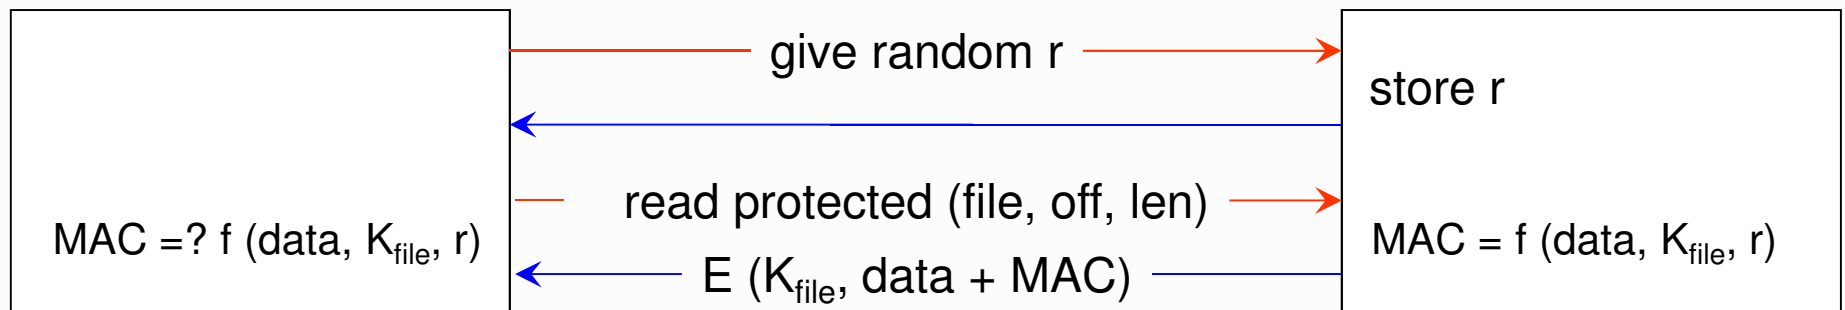 give random r
store r
read protected (file, off, len)
MAC =? f (data, Kfile, r)
MAC = f (data, Kfile, r)
E (Kfile, data + MAC)